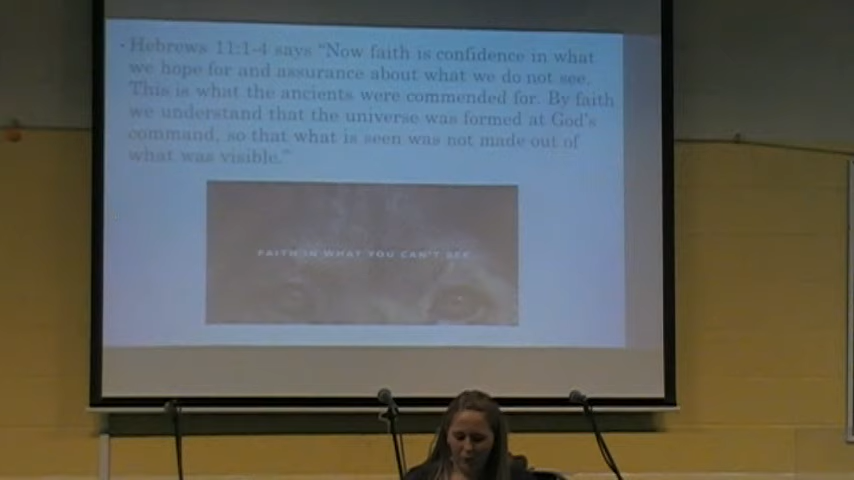 · Hebrews 11:1-4 says "Now faith is confidence in what
we hope for and assurance about what we do not see.
This is what the ancients were commended for. By faith
we understand that the universe was formed at God's
command, so that what is seen was not made out of
what was visible."
FAITH IN WHAT YOU CAN'T SEE